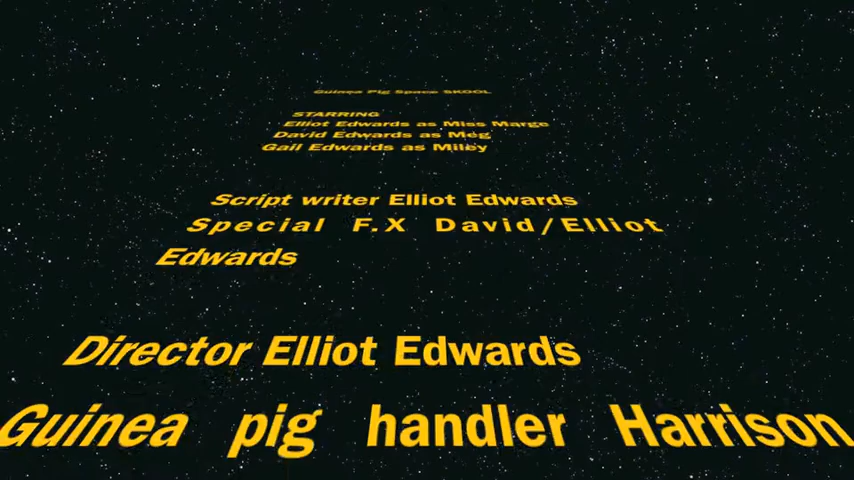 Guinea Pig Space SKOOL
STARRING
Elliot Edwards as Miss Marge
David Edwards as Meg
Gail Edwards as Miley
Script writer Elliot Edwards
Special F.X David/Elliot
Edwards
Director Elliot Edwards
Guinea pig handler Harrison